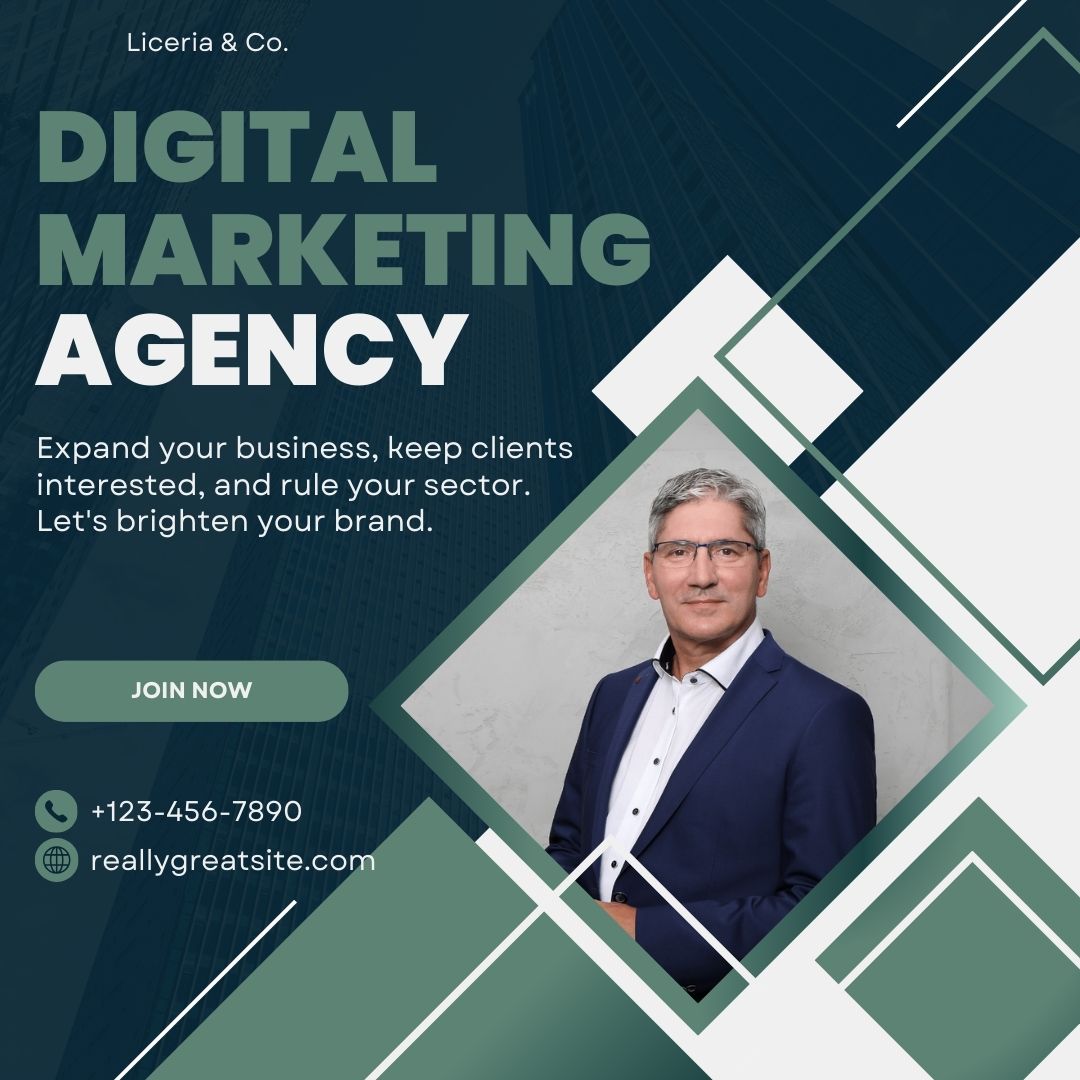 Liceria & Co.
DIGITAL
MARKETING
AGENCY
Expand your business, keep clients
interested, and rule your sector.
Let's brighten your brand.
JOIN NOW
+123-456-7890
reallygreatsite.com